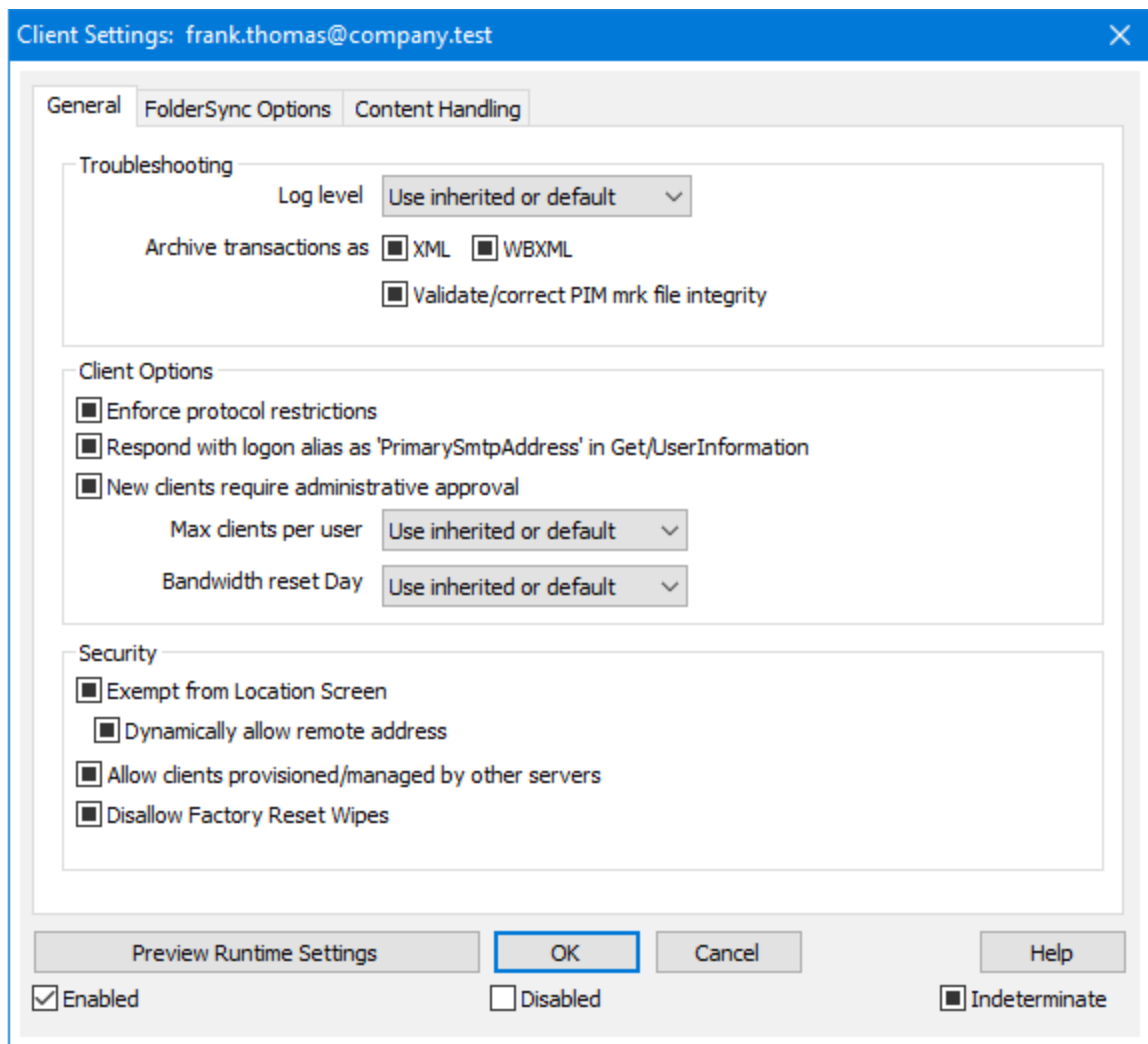 Client Settings: frank.thomas@company.test
General FolderSync Options Content Handling
Troubleshooting
Log level Use inherited or default
Archive transactions as XML WBXML
Validate/correct PIM mrk file integrity
Client Options
Enforce protocol restrictions
Respond with logon alias as 'PrimarySmtpAddress' in Get/UserInformation
New clients require administrative approval
Max clients per user Use inherited or default
Bandwidth reset Day Use inherited or default
Security
Exempt from Location Screen
Dynamically allow remote address
Allow clients provisioned/managed by other servers
Disallow Factory Reset Wipes
Preview Runtime Settings OK Cancel Help
Enabled Disabled Indeterminate